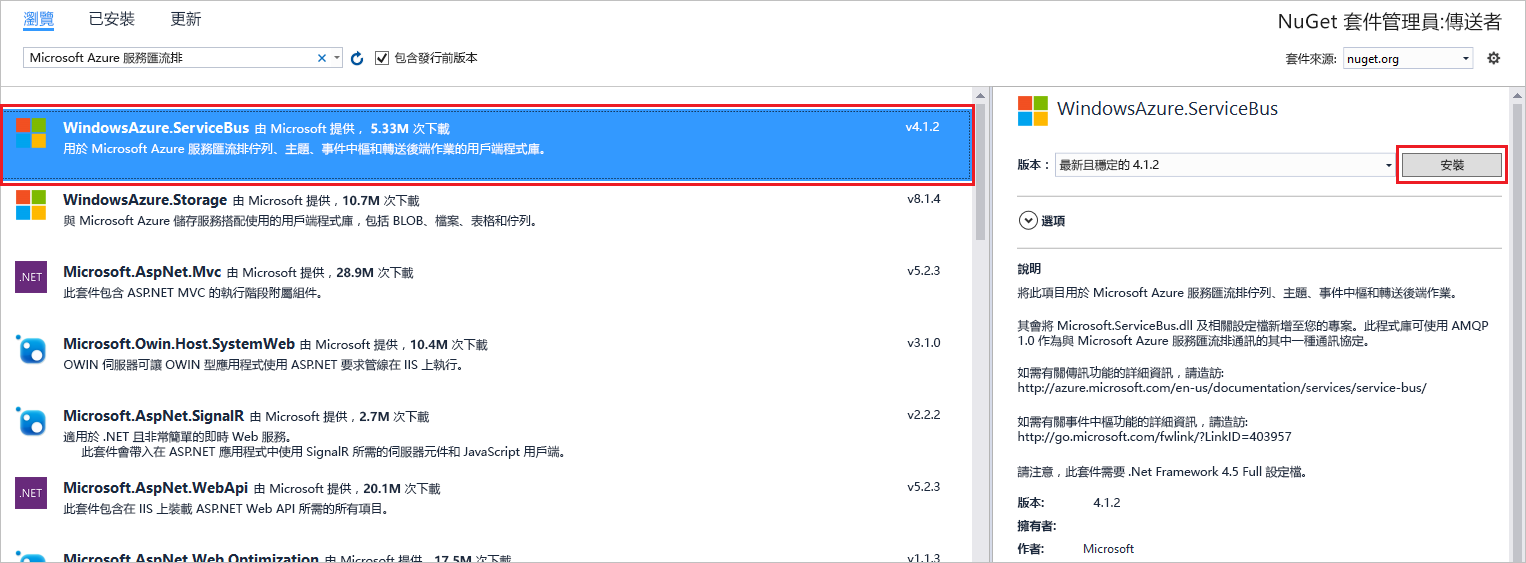 瀏覽 已安裝 更新
NuGet 套件管理員:傳送者
Microsoft Azure 服務匯流排
包含發行前版本
套件來源: nuget.org
WindowsAzure.ServiceBus 由 Microsoft 提供，5.33M 次下載 v4.1.2
用於 Microsoft Azure 服務匯流排佇列、主題、事件中樞和轉送後端作業的用戶端程式庫。
WindowsAzure.Storage 由 Microsoft 提供，10.7M 次下載 v8.1.4
與 Microsoft Azure 儲存服務搭配使用的用戶端程式庫，包括 BLOB、檔案、表格和佇列。
.NET
Microsoft.AspNet.Mvc 由 Microsoft 提供，28.9M 次下載 v5.2.3
此套件包含 ASP.NET MVC 的執行階段附屬組件。
Microsoft.Owin.Host.SystemWeb 由 Microsoft 提供，10.4M 次下載 v3.1.0
OWIN 伺服器可讓 OWIN 型應用程式使用 ASP.NET 要求管線在 IIS 上執行。
Microsoft.AspNet.SignalR 由 Microsoft 提供，2.7M 次下載 v2.2.2
適用於 .NET 且非常簡單的即時 Web 服務。
此套件會帶入在 ASP.NET 應用程式中使用 SignalR 所需的伺服器元件和 JavaScript 用戶端。
.NET
Microsoft.AspNet.WebApi 由 Microsoft 提供，20.1M 次下載 v5.2.3
此套件包含在 IIS 上裝載 ASP.NET Web API 所需的所有項目。
Microsoft.AspNet.Web.Optimization 由 Microsoft 提供，17.5M 次下載 v1.1.3
WindowsAzure.ServiceBus
版本： 最新且穩定的 4.1.2 安裝
選項
說明
將此項目用於 Microsoft Azure 服務匯流排佇列、主題、事件中樞和轉送後端作業。
其會將 Microsoft.ServiceBus.dll 及相關設定檔新增至您的專案。此程式庫可使用 AMQP
1.0 作為與 Microsoft Azure 服務匯流排通訊的其中一種通訊協定。
如需有關傳訊功能的詳細資訊，請造訪:
http://azure.microsoft.com/en-us/documentation/services/service-bus/
如需有關事件中樞功能的詳細資訊，請造訪:
http://go.microsoft.com/fwlink/?LinkID=403957
請注意，此套件需要 .Net Framework 4.5 Full 設定檔。
版本: 4.1.2
擁有者:
作者: Microsoft